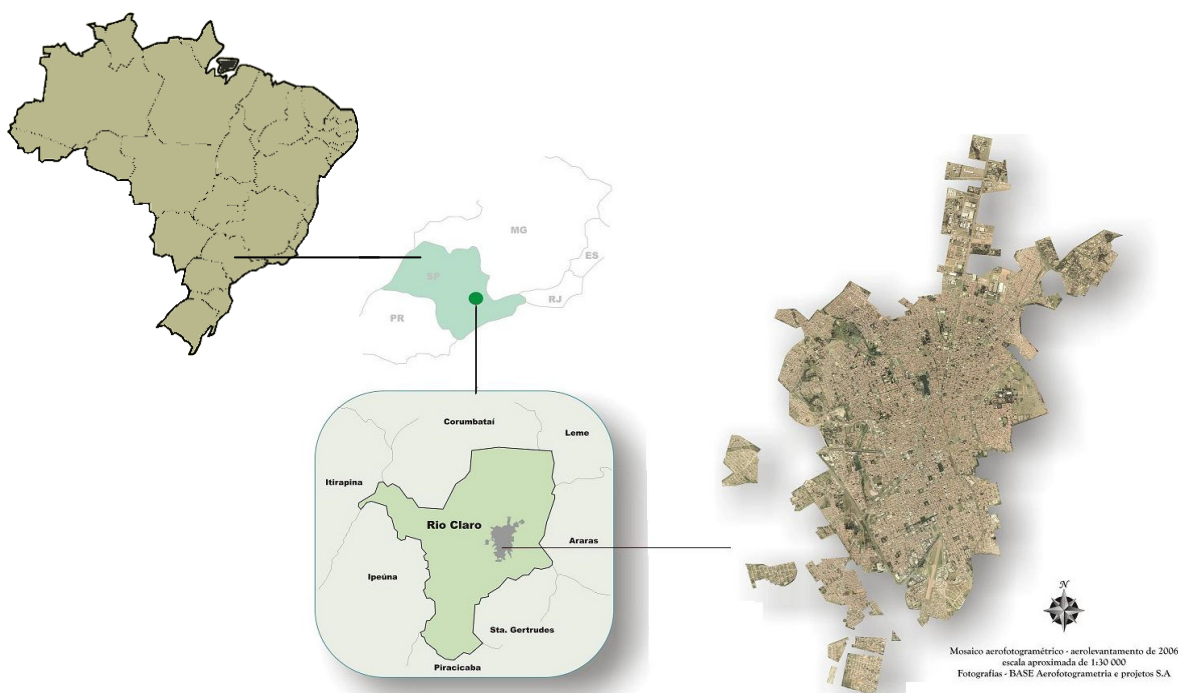 MG
ES
SP
RJ
PR
Corumbataí
Leme
Itirapina
Rio Claro
Araras
Ipeúna
Sta. Gertrudes
Piracicaba
N
Mosaico aerofotogramétrico - aerolevantamento de 2006
escala aproximada de 1:30 000
Fotografias - BASE Aerofotogrametria e projetos S.A